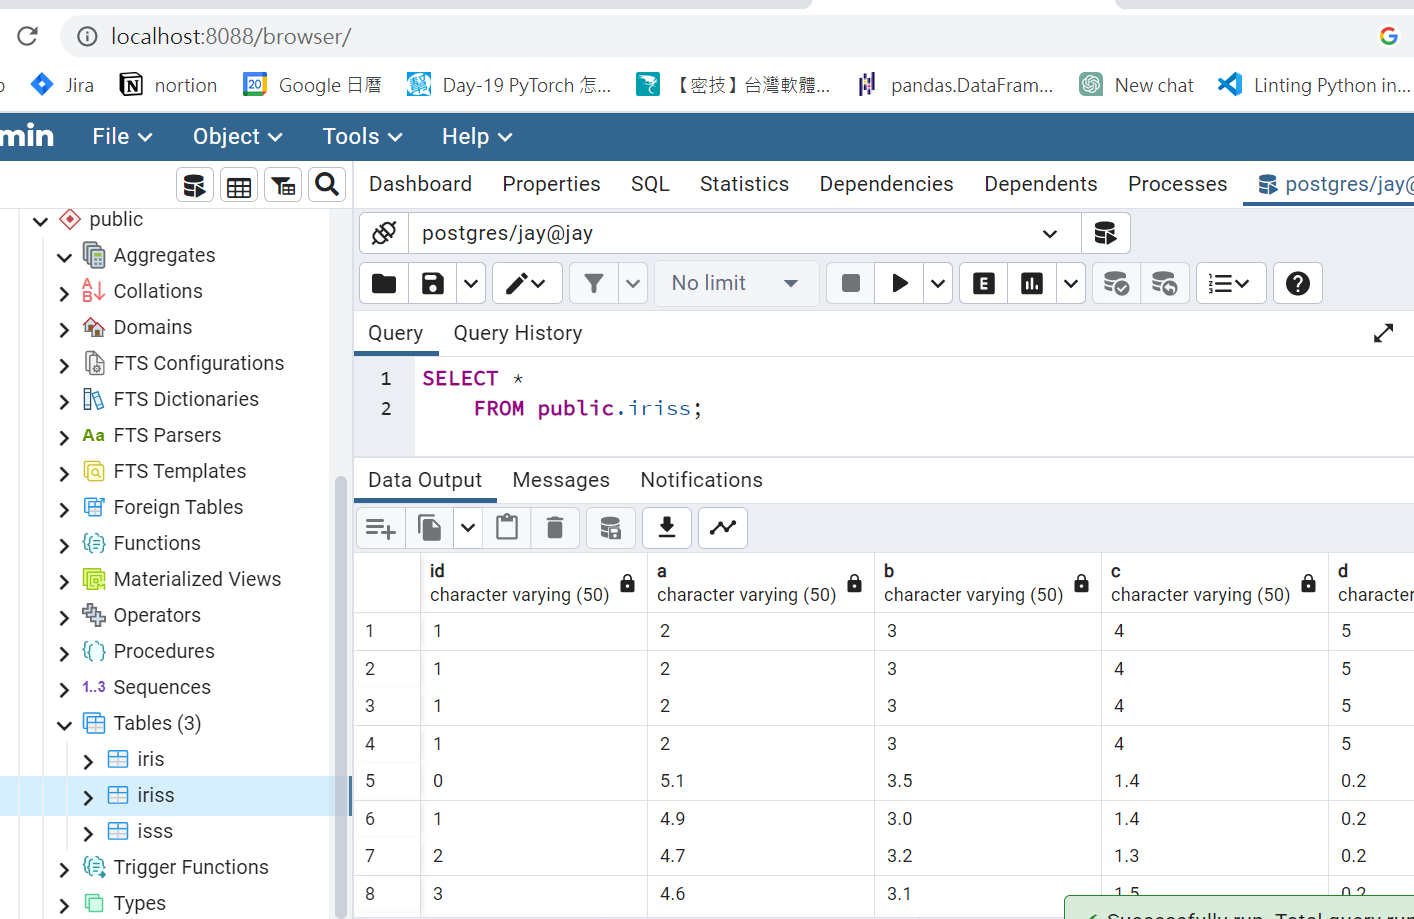 localhost:8088/browser/
Jira nortion Google 日曆 Day-19 PyTorch 怎... 【密技】台灣軟體... pandas.DataFram... New chat Linting Python in...
min File Object Tools Help
Dashboard Properties SQL Statistics Dependencies Dependents Processes postgres/jay@
public
Aggregates
Collations
Domains
FTS Configurations
FTS Dictionaries
Aa FTS Parsers
FTS Templates
Foreign Tables
Functions
Materialized Views
Operators
Procedures
1..3 Sequences
Tables (3)
iris
iriss
isss
Trigger Functions
Types
postgres/jay@jay
No limit
Query Query History
1 SELECT *
2 FROM public.iriss;
Data Output Messages Notifications
id a b c d
character varying (50) character varying (50) character varying (50) character varying (50) character
1 1 2 3 4 5
2 1 2 3 4 5
3 1 2 3 4 5
4 1 2 3 4 5
5 0 5.1 3.5 1.4 0.2
6 1 4.9 3.0 1.4 0.2
7 2 4.7 3.2 1.3 0.2
8 3 4.6 3.1 1.5 0.2
Successfully run. Total query run